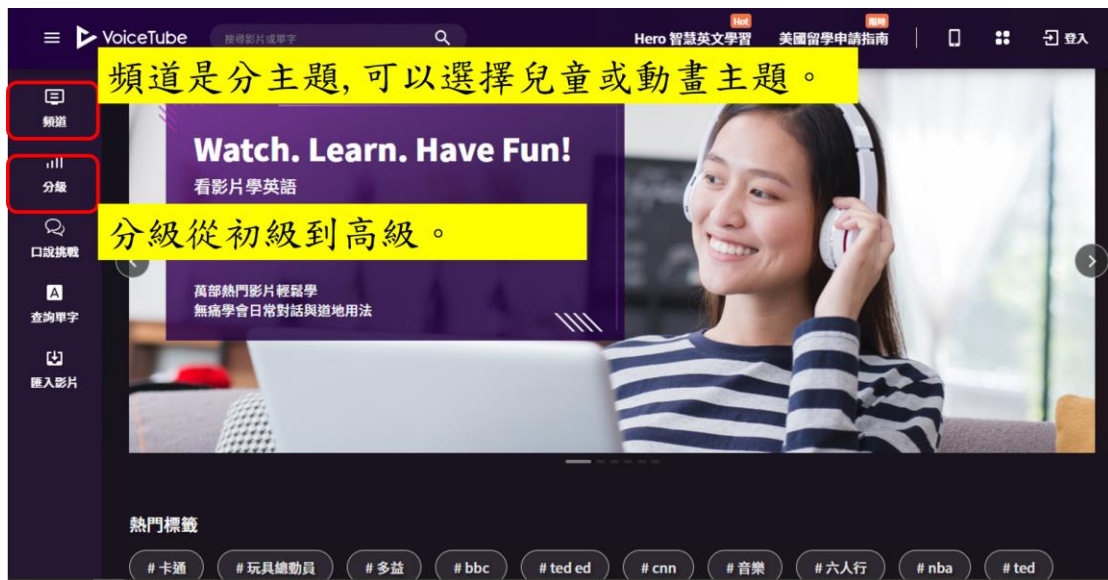 Hot
限時
VoiceTube
搜尋影片或單字
Hero 智慧英文學習
美國留學申請指南
登入
頻道是分主題,可以選擇兒童或動畫主題。
頻道
Watch. Learn. Have Fun!
看影片學英語
分級
分級從初級到高級。
口說挑戰
萬部熱門影片輕鬆學
無痛學會日常對話與道地用法
A
查詢單字
匯入影片
熱門標籤
# 卡通
# 玩具總動員
# 多益
# bbc
# ted ed
# cnn
# 音樂
# 六人行
# nba
# ted